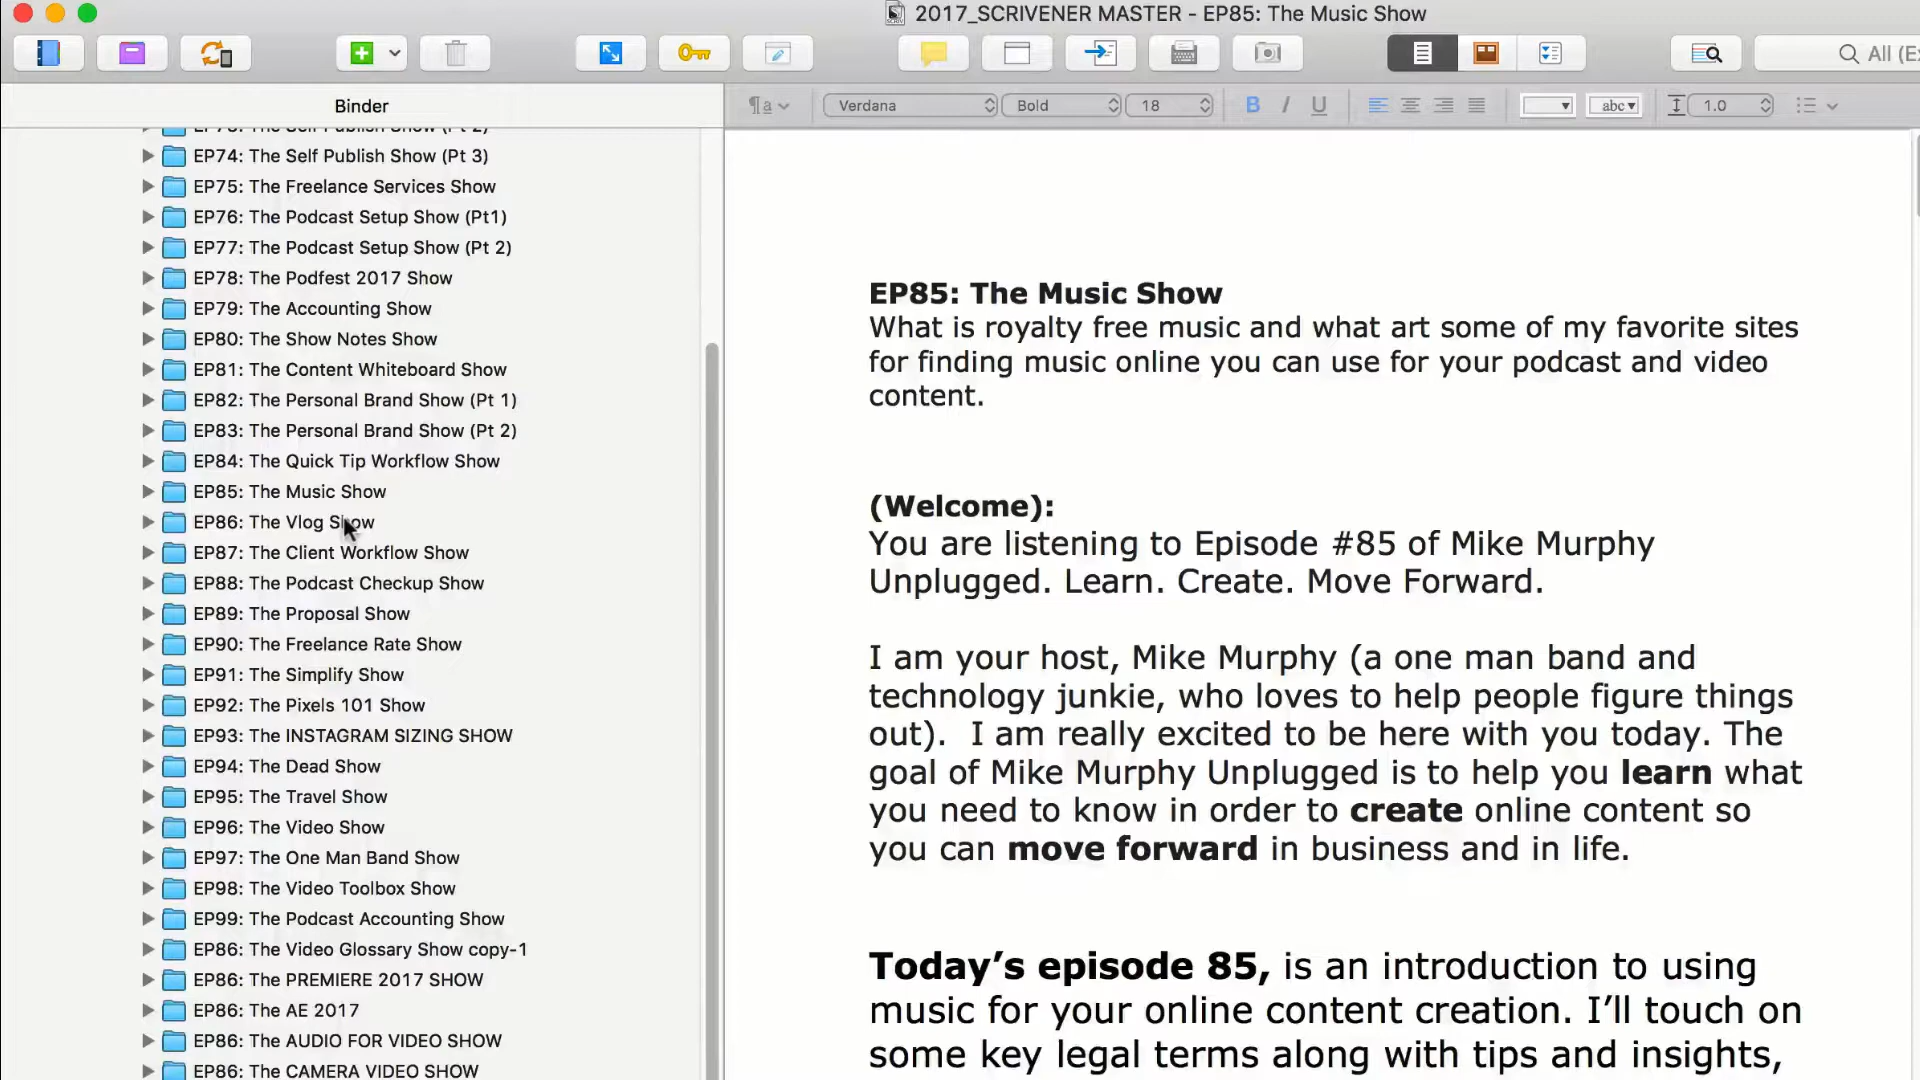 2017_SCRIVENER MASTER - EP85: The Music Show
All (E
Binder
a
Verdana
Bold
18
B I U
abc
1.0
EP73: The Self Publish Show (Pt 2)
EP74: The Self Publish Show (Pt 3)
EP75: The Freelance Services Show
EP76: The Podcast Setup Show (Pt1)
EP77: The Podcast Setup Show (Pt 2)
EP78: The Podfest 2017 Show
EP79: The Accounting Show
EP80: The Show Notes Show
EP81: The Content Whiteboard Show
EP82: The Personal Brand Show (Pt 1)
EP83: The Personal Brand Show (Pt 2)
EP84: The Quick Tip Workflow Show
EP85: The Music Show
EP86: The Vlog Show
EP87: The Client Workflow Show
EP88: The Podcast Checkup Show
EP89: The Proposal Show
EP90: The Freelance Rate Show
EP91: The Simplify Show
EP92: The Pixels 101 Show
EP93: The INSTAGRAM SIZING SHOW
EP94: The Dead Show
EP95: The Travel Show
EP96: The Video Show
EP97: The One Man Band Show
EP98: The Video Toolbox Show
EP99: The Podcast Accounting Show
EP86: The Video Glossary Show copy-1
EP86: The PREMIERE 2017 SHOW
EP86: The AE 2017
EP86: The AUDIO FOR VIDEO SHOW
EP86: The CAMERA VIDEO SHOW
EP85: The Music Show
What is royalty free music and what art some of my favorite sites
for finding music online you can use for your podcast and video
content.
(Welcome):
You are listening to Episode #85 of Mike Murphy
Unplugged. Learn. Create. Move Forward.
I am your host, Mike Murphy (a one man band and
technology junkie, who loves to help people figure things
out).  I am really excited to be here with you today. The
goal of Mike Murphy Unplugged is to help you learn what
you need to know in order to create online content so
you can move forward in business and in life.
Today’s episode 85, is an introduction to using
music for your online content creation. I’ll touch on
some key legal terms along with tips and insights,